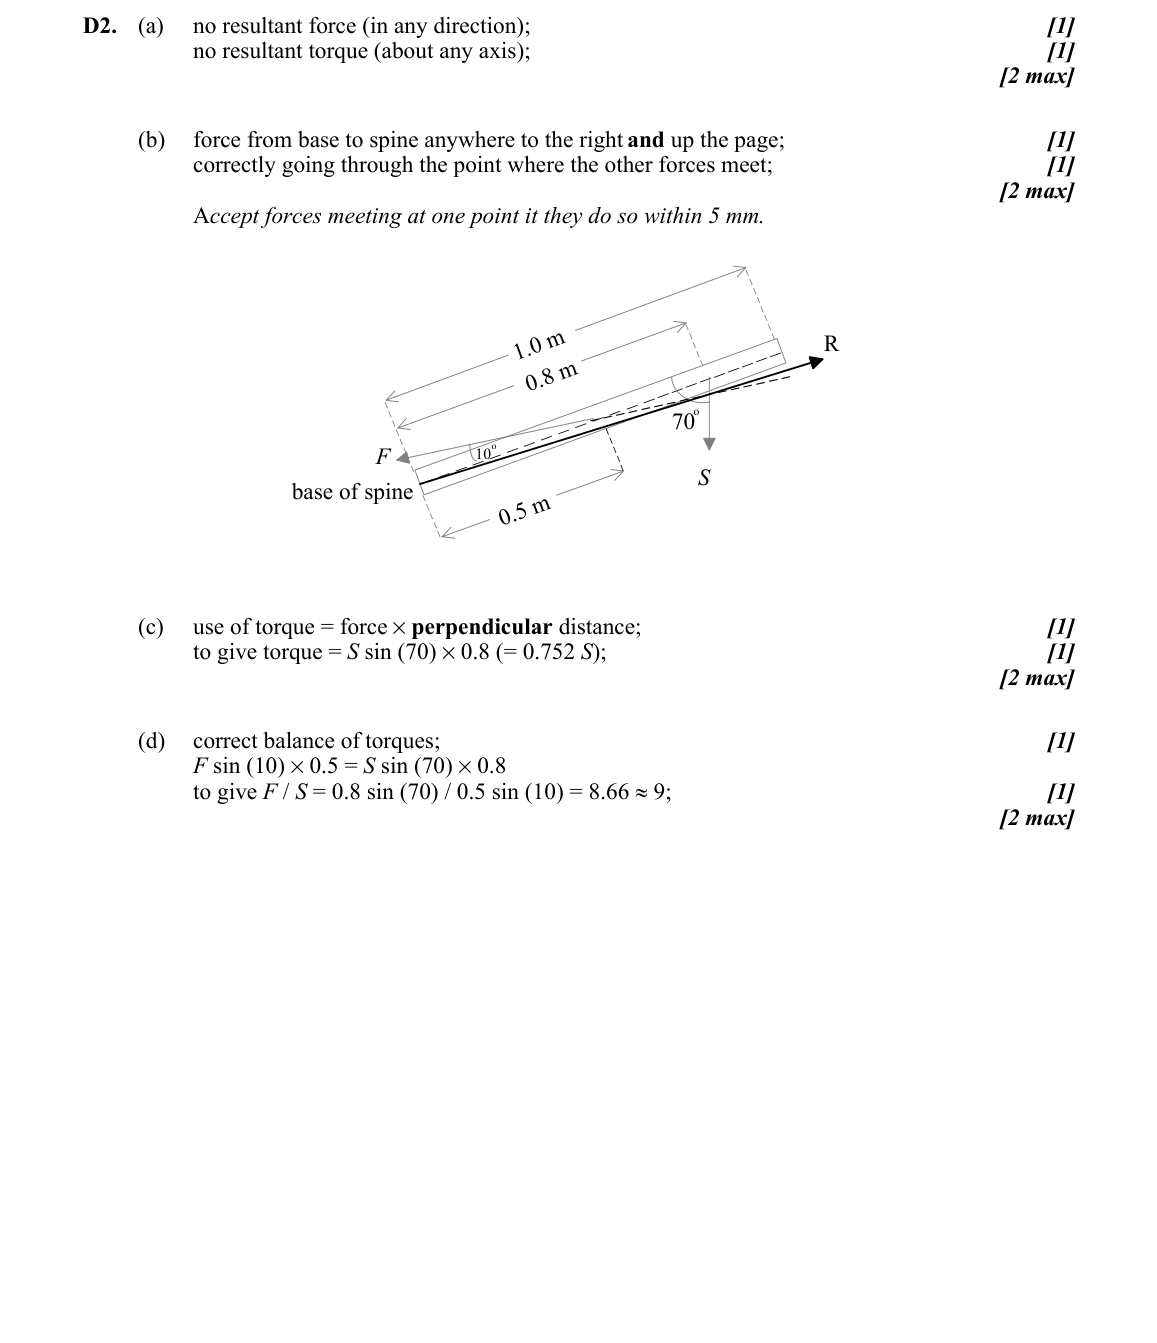 D2. (a) no resultant force (in any direction); [1]
no resultant torque (about any axis); [1]
[2 max]
(b) force from base to spine anywhere to the right and up the page; [1]
correctly going through the point where the other forces meet; [1]
[2 max]
Accept forces meeting at one point it they do so within 5 mm.
1.0 m
0.8 m
R
70°
F
10°
S
base of spine
0.5 m
(c) use of torque = force × perpendicular distance; [1]
to give torque = S sin (70) × 0.8 (= 0.752 S); [1]
[2 max]
(d) correct balance of torques; [1]
F sin (10) × 0.5 = S sin (70) × 0.8
to give F / S = 0.8 sin (70) / 0.5 sin (10) = 8.66 ≈ 9; [1]
[2 max]